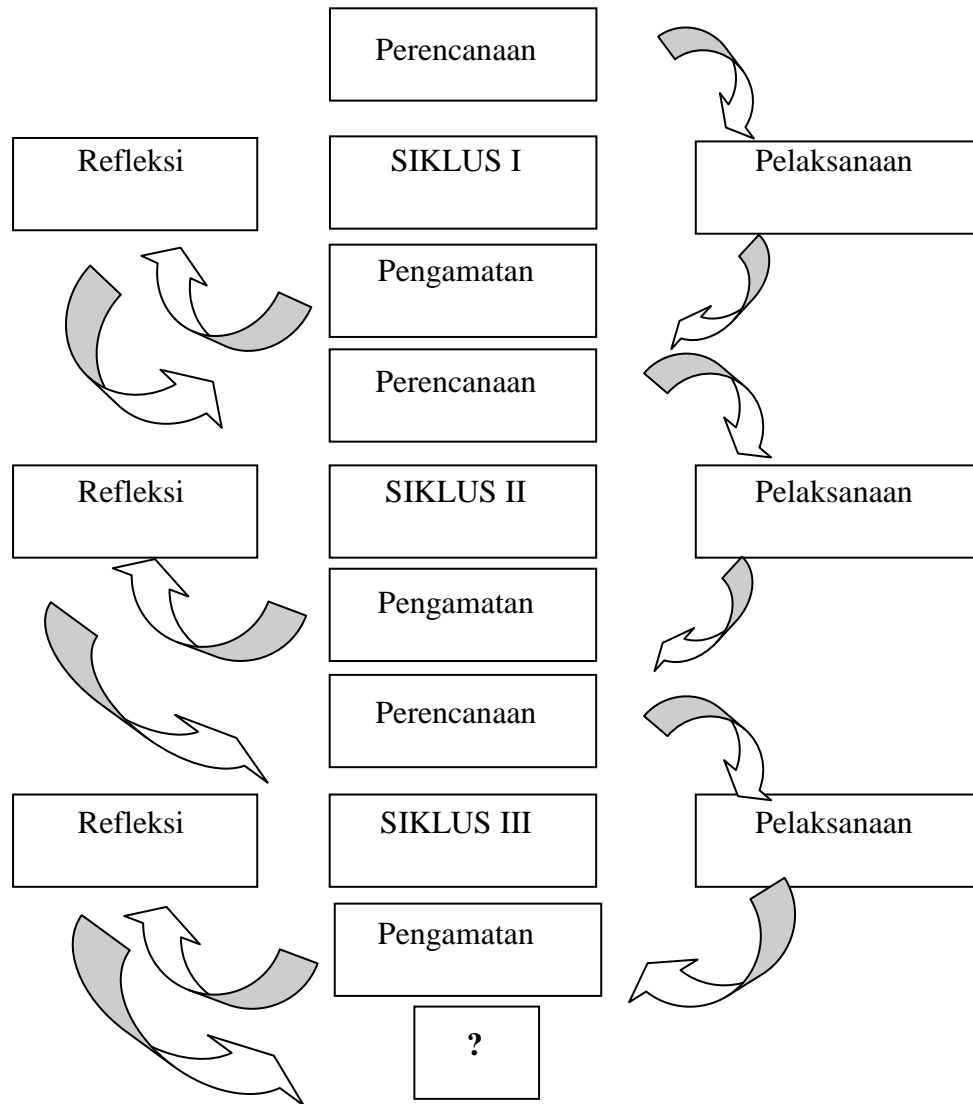 Perencanaan
Refleksi
SIKLUS I
Pelaksanaan
Pengamatan
Perencanaan
Refleksi
SIKLUS II
Pelaksanaan
Pengamatan
Perencanaan
Refleksi
SIKLUS III
Pelaksanaan
Pengamatan
?